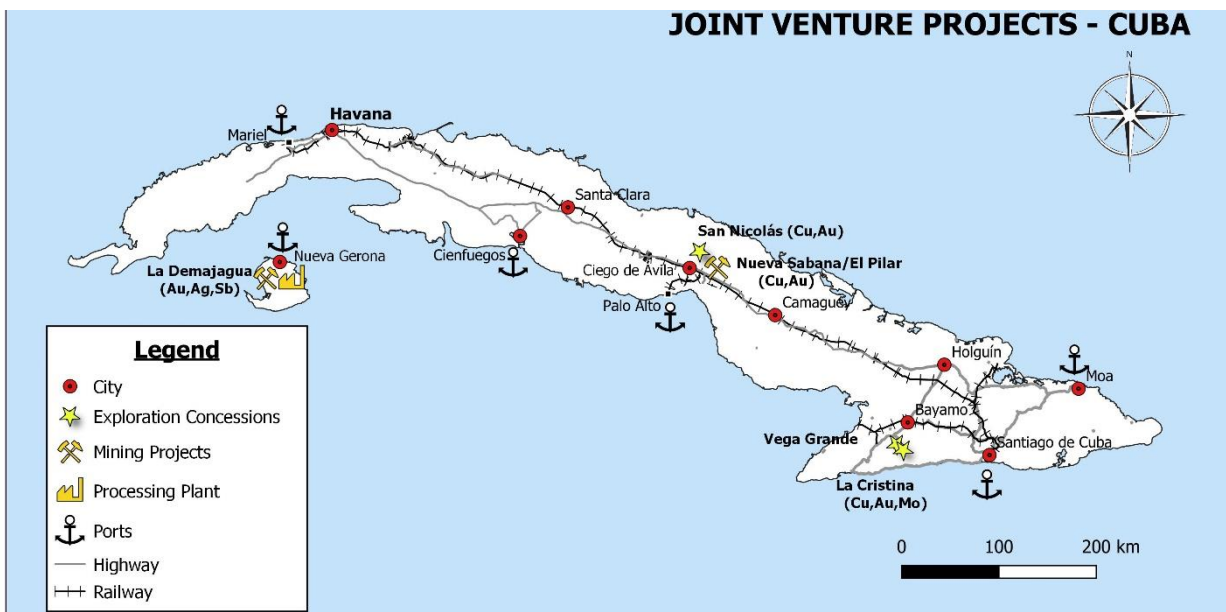 JOINT VENTURE PROJECTS - CUBA
N
Havana
Mariel
Santa Clara
San Nicolás (Cu,Au)
Nueva Gerona
Cienfuegos
Ciego de Ávila
Nueva Sabana/El Pilar
(Cu,Au)
La Demajagua
(Au,Ag,Sb)
Palo Alto
Camaguéy
Holguín
Moa
Bayamo
Vega Grande
Santiago de Cuba
La Cristina
(Cu,Au,Mo)
Legend
City
Exploration Concessions
Mining Projects
Processing Plant
Ports
Highway
Railway
0 100 200 km